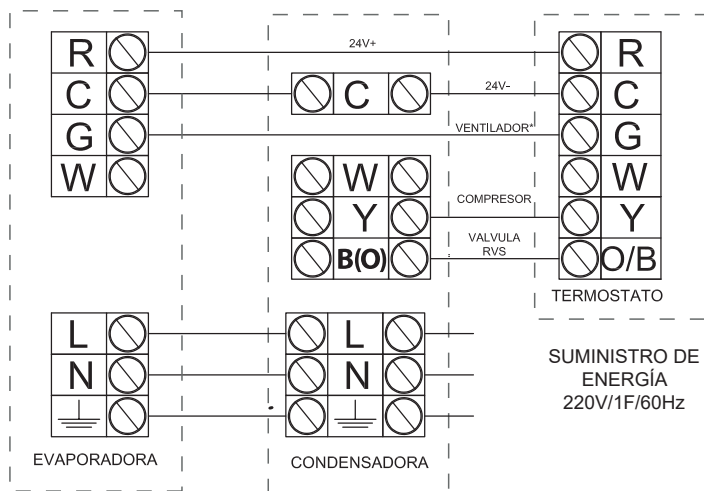 R
C
G
W
24V+
C
24V-
VENTILADOR*
W
Y
B(O)
COMPRESOR
VALVULA
RVS
R
C
G
W
Y
O/B
TERMOSTATO
L
N
L
N
EVAPORADORA
CONDENSADORA
SUMINISTRO DE
ENERGÍA
220V/1F/60Hz